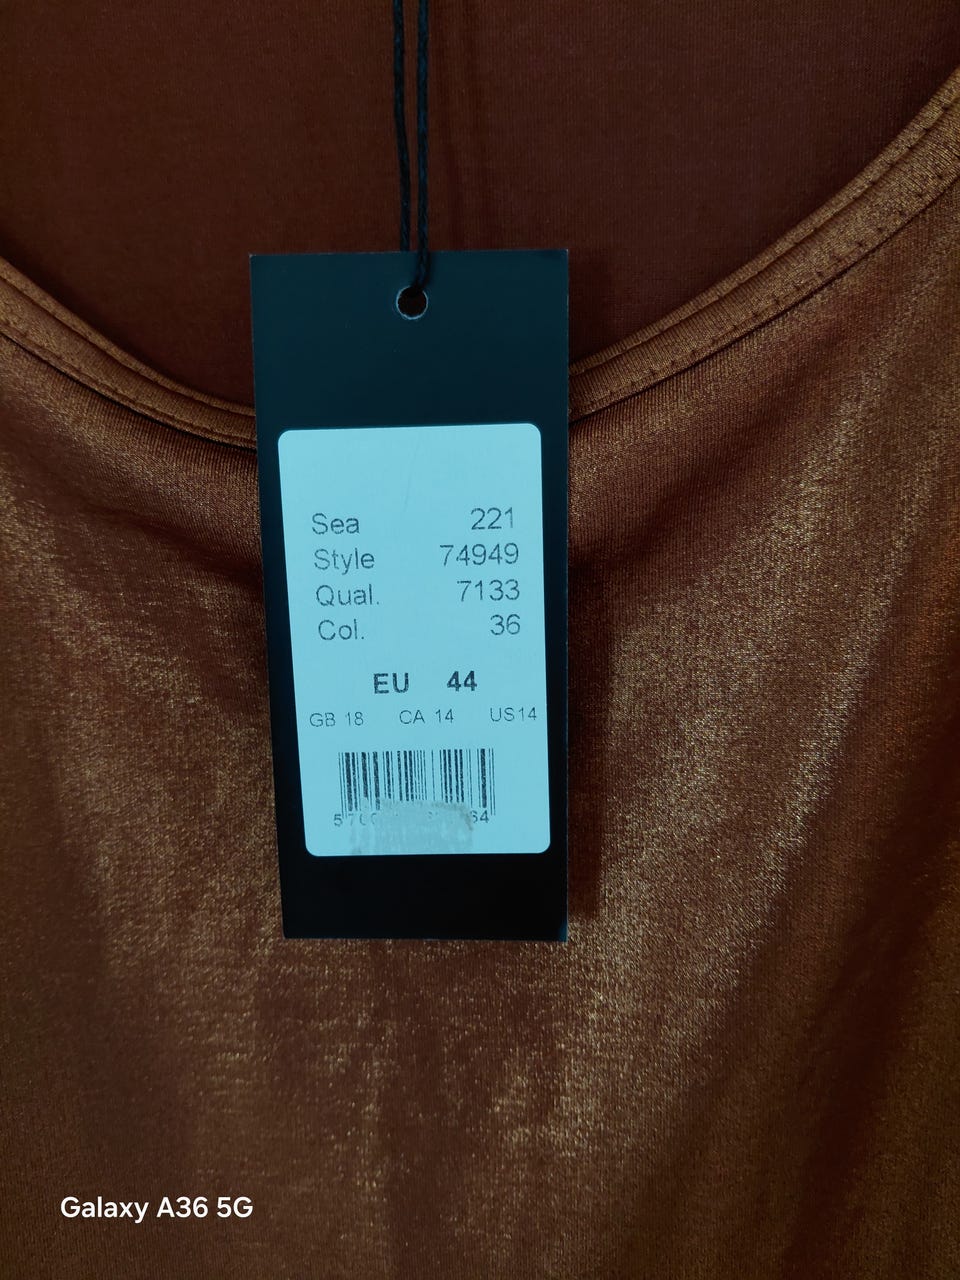 Sea 221
Style 74949
Qual. 7133
Col. 36
EU 44
GB 18 CA 14 US14
Galaxy A36 5G